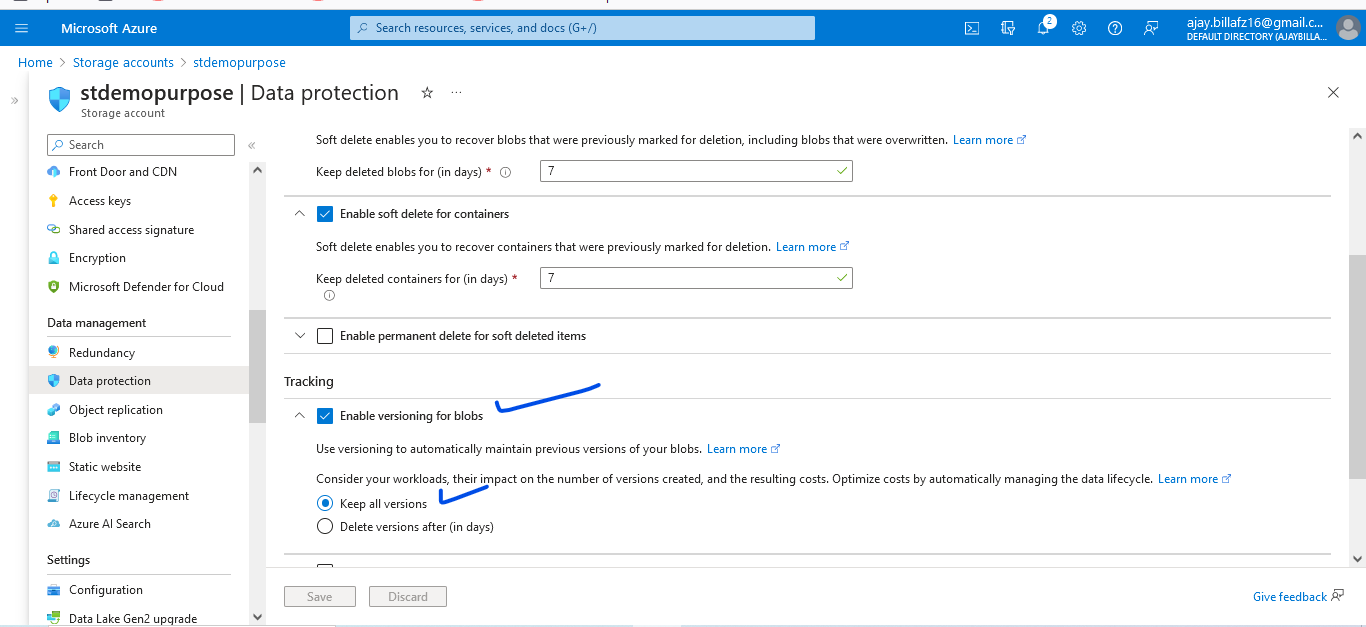 Microsoft Azure
Search resources, services, and docs (G+/)
2
ajay.billafz16@gmail.c...
DEFAULT DIRECTORY (AJAYBILLA...
Home > Storage accounts > stdemopurpose
stdemopurpose | Data protection
Storage account
Search
Front Door and CDN
Access keys
Shared access signature
Encryption
Microsoft Defender for Cloud
Data management
Redundancy
Data protection
Object replication
Blob inventory
Static website
Lifecycle management
Azure AI Search
Settings
Configuration
Data Lake Gen2 upgrade
Soft delete enables you to recover blobs that were previously marked for deletion, including blobs that were overwritten. Learn more
Keep deleted blobs for (in days) * 7
Enable soft delete for containers
Soft delete enables you to recover containers that were previously marked for deletion. Learn more
Keep deleted containers for (in days) * 7
Enable permanent delete for soft deleted items
Tracking
Enable versioning for blobs
Use versioning to automatically maintain previous versions of your blobs. Learn more
Consider your workloads, their impact on the number of versions created, and the resulting costs. Optimize costs by automatically managing the data lifecycle. Learn more
Keep all versions
Delete versions after (in days)
Save
Discard
Give feedback